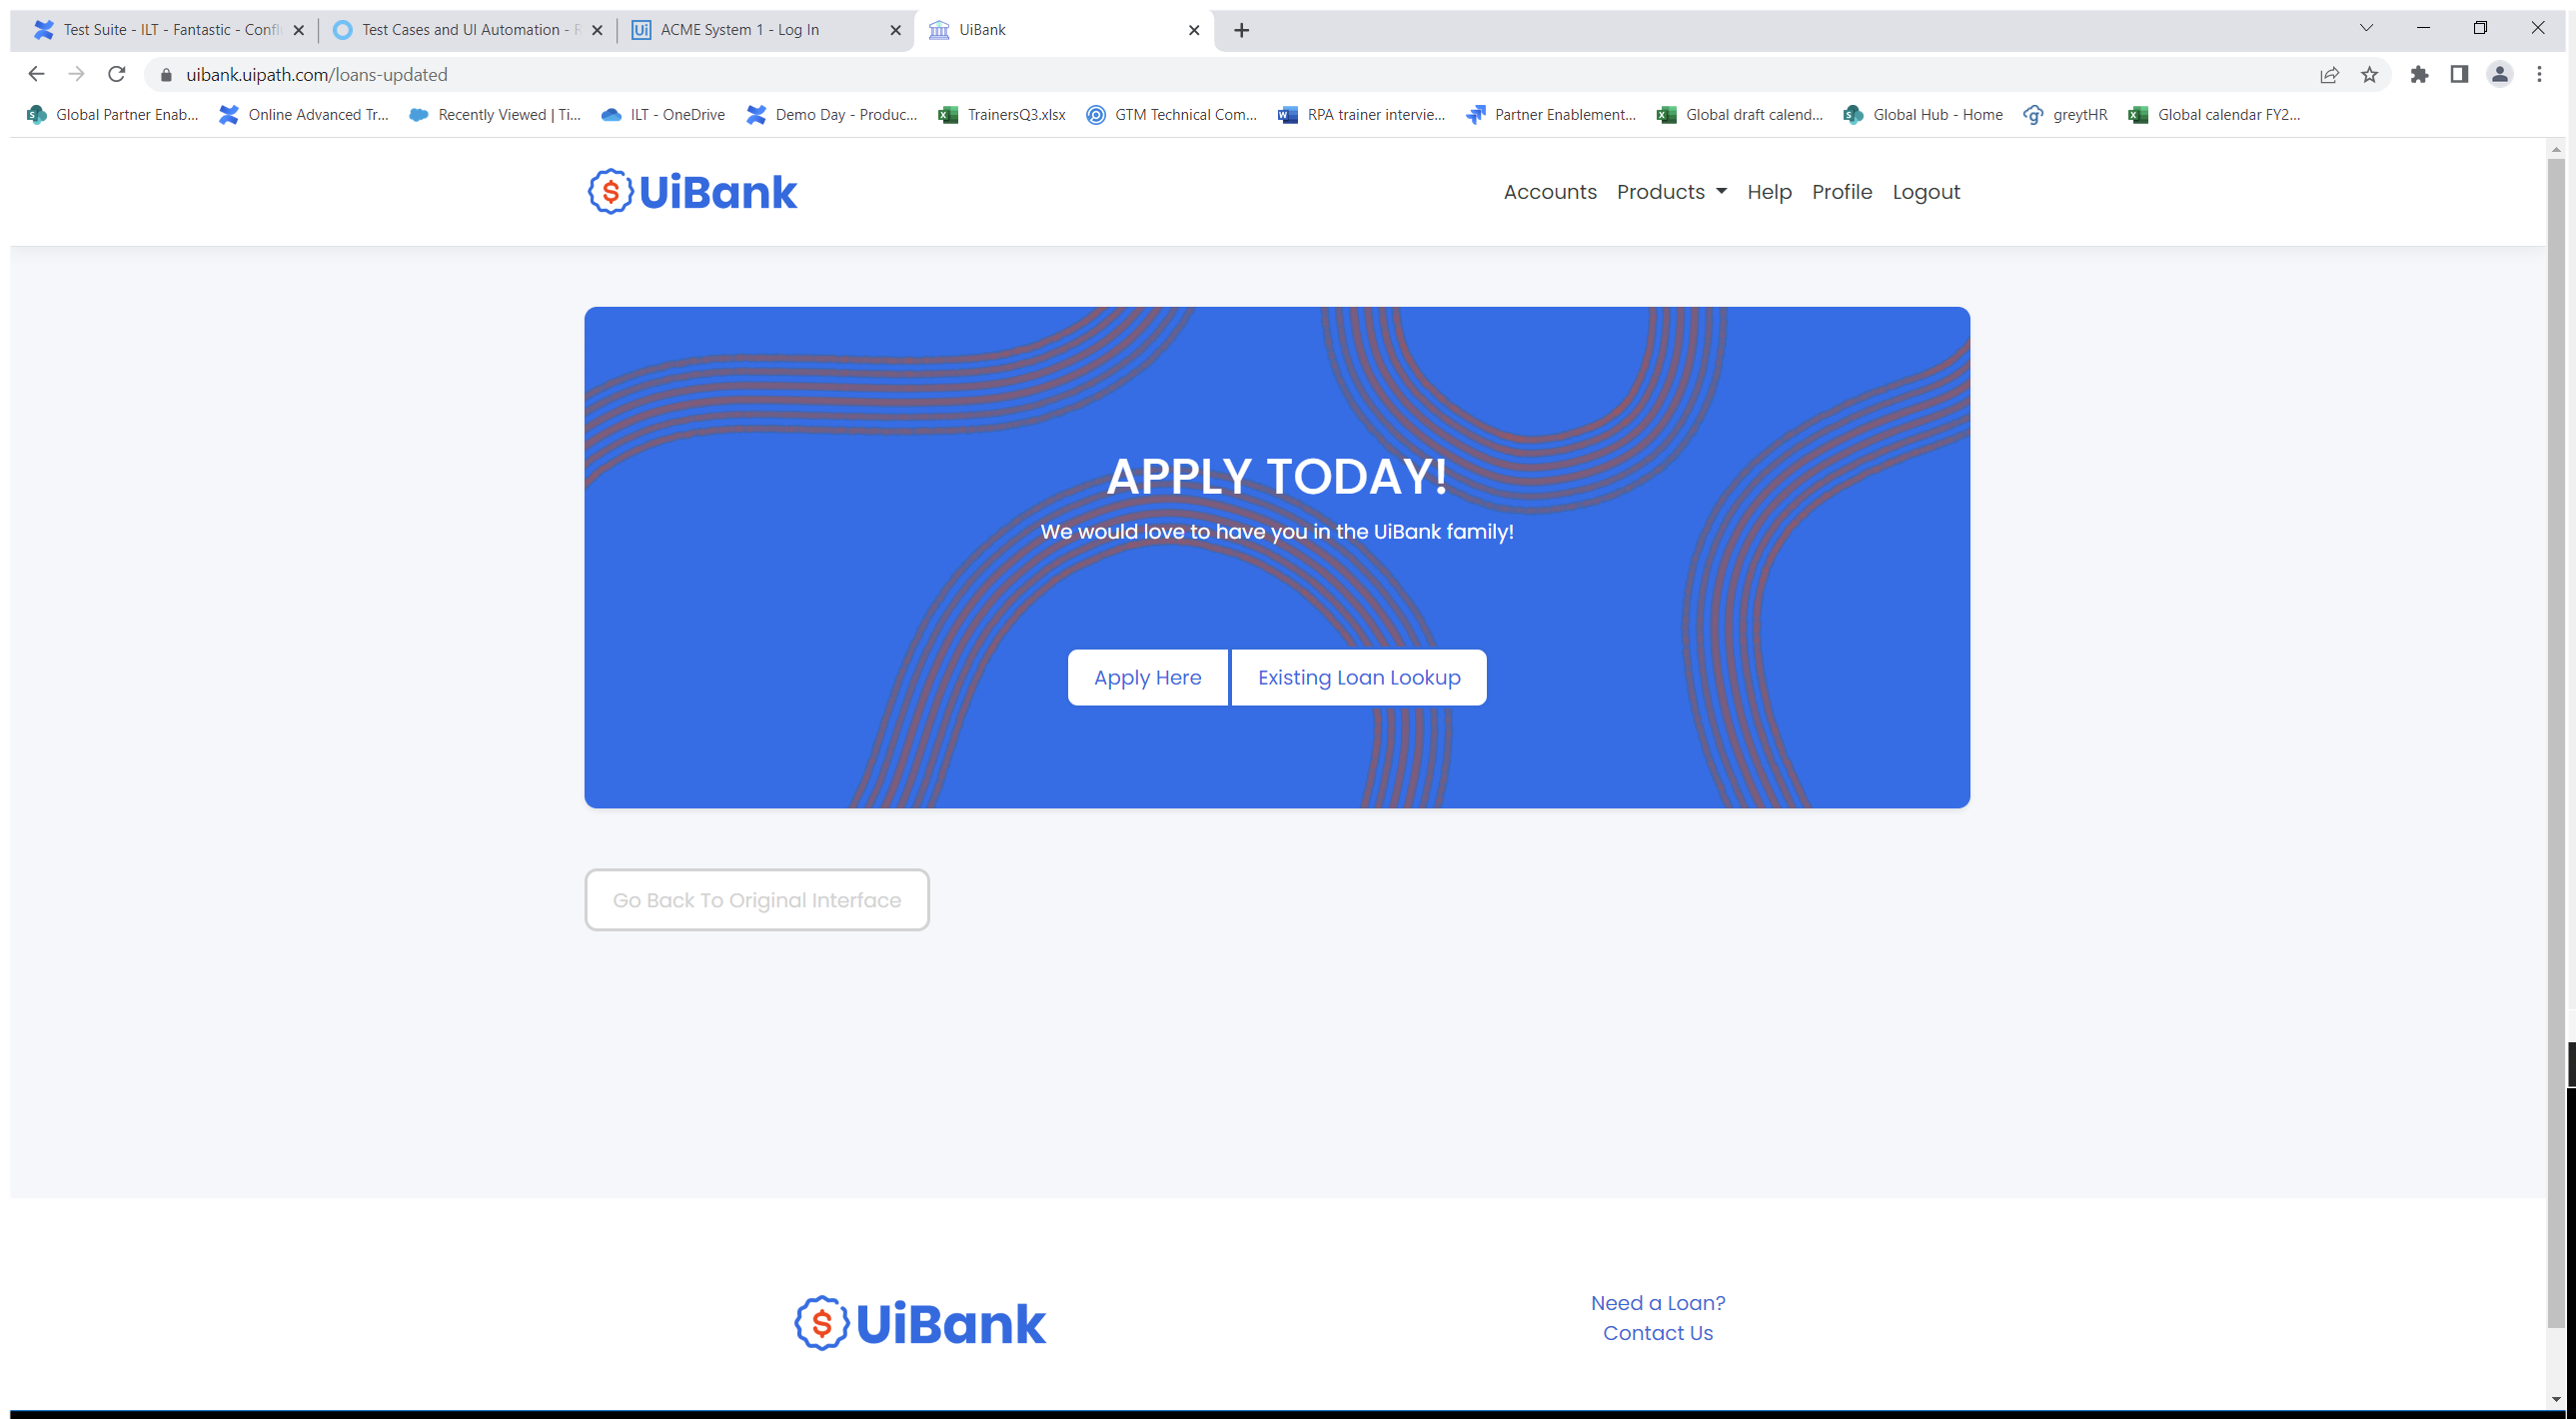 Test Suite - ILT - Fantastic - Confl
Test Cases and UI Automation - R
Ui ACME System 1 - Log In
UiBank
uibank.uipath.com/loans-updated
Global Partner Enab...
Online Advanced Tr...
Recently Viewed | Ti...
ILT - OneDrive
Demo Day - Produc...
TrainersQ3.xlsx
GTM Technical Com...
RPA trainer intervie...
Partner Enablement...
Global draft calend...
Global Hub - Home
greytHR
Global calendar FY2...
$ UiBank
Accounts Products Help Profile Logout
APPLY TODAY!
We would love to have you in the UiBank family!
Apply Here
Existing Loan Lookup
Go Back To Original Interface
$ UiBank
Need a Loan?
Contact Us